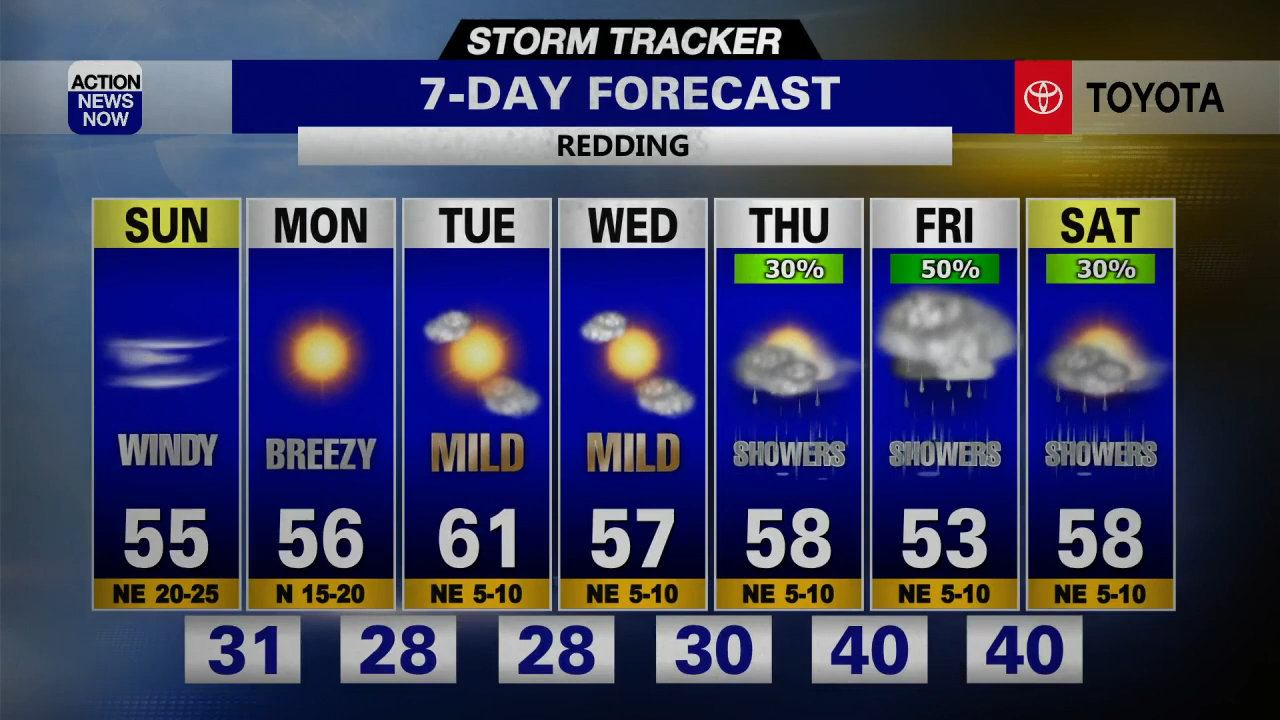 STORM TRACKER
ACTION
NEWS
NOW
7-DAY FORECAST
TOYOTA
REDDING
SUN MON TUE WED THU FRI SAT
30% 50% 30%
WINDY BREEZY MILD MILD SHOWERS SHOWERS SHOWERS
55 56 61 57 58 53 58
NE 20-25 N 15-20 NE 5-10 NE 5-10 NE 5-10 NE 5-10 NE 5-10
31 28 28 30 40 40